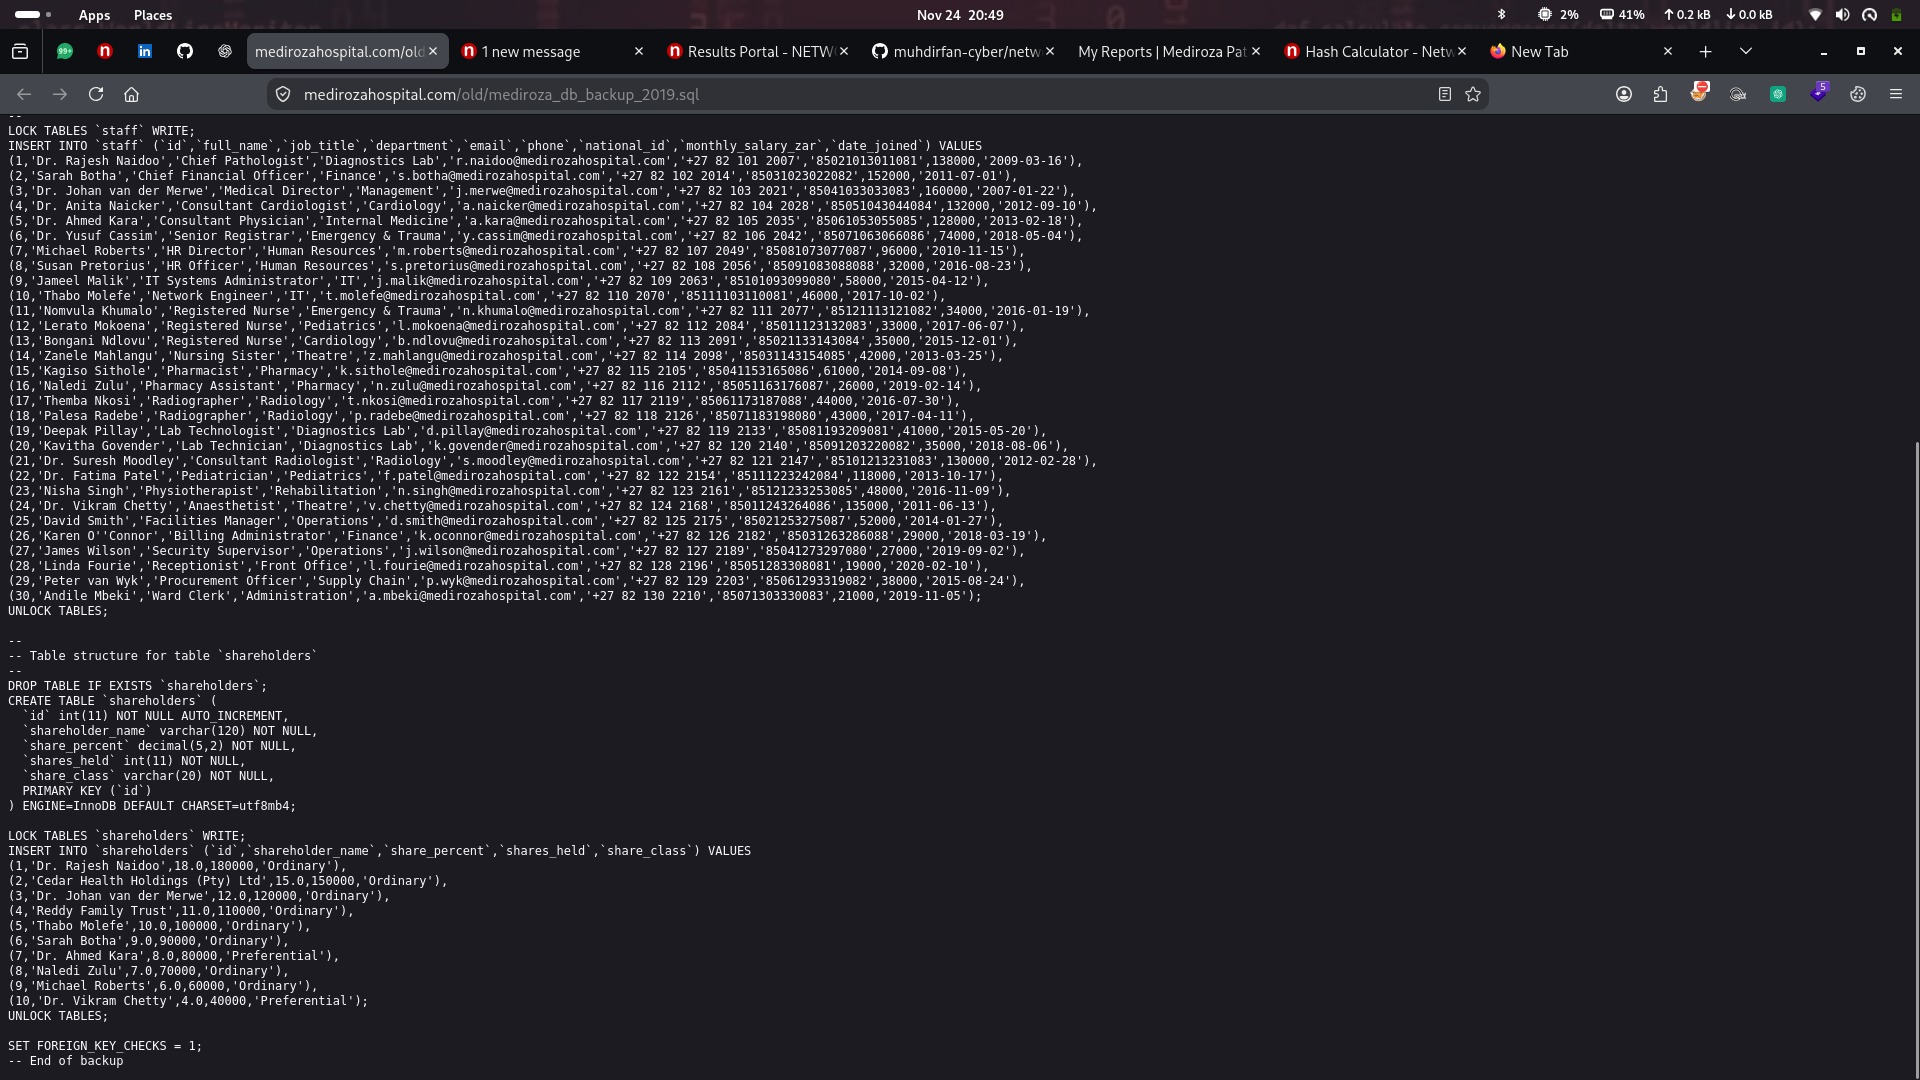 Apps Places
Nov 24 20:49
2% 41% 0.2 kB 0.0 kB
99+
medirozahospital.com/old
1 new message
Results Portal - NETW
muhdirfan-cyber/netw
My Reports | Mediroza Pat
Hash Calculator - Netw
New Tab
medirozahospital.com/old/mediroza_db_backup_2019.sql
5
--
LOCK TABLES `staff` WRITE;
INSERT INTO `staff` (`id`,`full_name`,`job_title`,`department`,`email`,`phone`,`national_id`,`monthly_salary_zar`,`date_joined`) VALUES
(1,'Dr. Rajesh Naidoo','Chief Pathologist','Diagnostics Lab','r.naidoo@medirozahospital.com','+27 82 101 2007','85021013011081',138000,'2009-03-16'),
(2,'Sarah Botha','Chief Financial Officer','Finance','s.botha@medirozahospital.com','+27 82 102 2014','85031023022082',152000,'2011-07-01'),
(3,'Dr. Johan van der Merwe','Medical Director','Management','j.merwe@medirozahospital.com','+27 82 103 2021','85041033033083',160000,'2007-01-22'),
(4,'Dr. Anita Naicker','Consultant Cardiologist','Cardiology','a.naicker@medirozahospital.com','+27 82 104 2028','85051043044084',132000,'2012-09-10'),
(5,'Dr. Ahmed Kara','Consultant Physician','Internal Medicine','a.kara@medirozahospital.com','+27 82 105 2035','85061053055085',128000,'2013-02-18'),
(6,'Dr. Yusuf Cassim','Senior Registrar','Emergency & Trauma','y.cassim@medirozahospital.com','+27 82 106 2042','85071063066086',74000,'2018-05-04'),
(7,'Michael Roberts','HR Director','Human Resources','m.roberts@medirozahospital.com','+27 82 107 2049','85081073077087',96000,'2010-11-15'),
(8,'Susan Pretorius','HR Officer','Human Resources','s.pretorius@medirozahospital.com','+27 82 108 2056','85091083088088',32000,'2016-08-23'),
(9,'Jameel Malik','IT Systems Administrator','IT','j.malik@medirozahospital.com','+27 82 109 2063','85101093099080',58000,'2015-04-12'),
(10,'Thabo Molefe','Network Engineer','IT','t.molefe@medirozahospital.com','+27 82 110 2070','85111103110081',46000,'2017-10-02'),
(11,'Nomvula Khumalo','Registered Nurse','Emergency & Trauma','n.khumalo@medirozahospital.com','+27 82 111 2077','85121113121082',34000,'2016-01-19'),
(12,'Lerato Mokoena','Registered Nurse','Pediatrics','l.mokoena@medirozahospital.com','+27 82 112 2084','85011123132083',33000,'2017-06-07'),
(13,'Bongani Ndlovu','Registered Nurse','Cardiology','b.ndlovu@medirozahospital.com','+27 82 113 2091','85021133143084',35000,'2015-12-01'),
(14,'Zanele Mahlangu','Nursing Sister','Theatre','z.mahlangu@medirozahospital.com','+27 82 114 2098','85031143154085',42000,'2013-03-25'),
(15,'Kagiso Sithole','Pharmacist','Pharmacy','k.sithole@medirozahospital.com','+27 82 115 2105','85041153165086',61000,'2014-09-08'),
(16,'Naledi Zulu','Pharmacy Assistant','Pharmacy','n.zulu@medirozahospital.com','+27 82 116 2112','85051163176087',26000,'2019-02-14'),
(17,'Themba Nkosi','Radiographer','Radiology','t.nkosi@medirozahospital.com','+27 82 117 2119','85061173187088',44000,'2016-07-30'),
(18,'Palesa Radebe','Radiographer','Radiology','p.radebe@medirozahospital.com','+27 82 118 2126','85071183198080',43000,'2017-04-11'),
(19,'Deepak Pillay','Lab Technologist','Diagnostics Lab','d.pillay@medirozahospital.com','+27 82 119 2133','85081193209081',41000,'2015-05-20'),
(20,'Kavitha Govender','Lab Technician','Diagnostics Lab','k.govender@medirozahospital.com','+27 82 120 2140','85091203220082',35000,'2018-08-06'),
(21,'Dr. Suresh Moodley','Consultant Radiologist','Radiology','s.moodley@medirozahospital.com','+27 82 121 2147','85101213231083',130000,'2012-02-28'),
(22,'Dr. Fatima Patel','Pediatrician','Pediatrics','f.patel@medirozahospital.com','+27 82 122 2154','85111223242084',118000,'2013-10-17'),
(23,'Nisha Singh','Physiotherapist','Rehabilitation','n.singh@medirozahospital.com','+27 82 123 2161','85121233253085',48000,'2016-11-09'),
(24,'Dr. Vikram Chetty','Anaesthetist','Theatre','v.chetty@medirozahospital.com','+27 82 124 2168','85011243264086',135000,'2011-06-13'),
(25,'David Smith','Facilities Manager','Operations','d.smith@medirozahospital.com','+27 82 125 2175','85021253275087',52000,'2014-01-27'),
(26,'Karen O''Connor','Billing Administrator','Finance','k.oconnor@medirozahospital.com','+27 82 126 2182','85031263286088',29000,'2018-03-19'),
(27,'James Wilson','Security Supervisor','Operations','j.wilson@medirozahospital.com','+27 82 127 2189','85041273297080',27000,'2019-09-02'),
(28,'Linda Fourie','Receptionist','Front Office','l.fourie@medirozahospital.com','+27 82 128 2196','85051283308081',19000,'2020-02-10'),
(29,'Peter van Wyk','Procurement Officer','Supply Chain','p.wyk@medirozahospital.com','+27 82 129 2203','85061293319082',38000,'2015-08-24'),
(30,'Andile Mbeki','Ward Clerk','Administration','a.mbeki@medirozahospital.com','+27 82 130 2210','85071303330083',21000,'2019-11-05');
UNLOCK TABLES;
--
-- Table structure for table `shareholders`
--
DROP TABLE IF EXISTS `shareholders`;
CREATE TABLE `shareholders` (
`id` int(11) NOT NULL AUTO_INCREMENT,
`shareholder_name` varchar(120) NOT NULL,
`share_percent` decimal(5,2) NOT NULL,
`shares_held` int(11) NOT NULL,
`share_class` varchar(20) NOT NULL,
PRIMARY KEY (`id`)
) ENGINE=InnoDB DEFAULT CHARSET=utf8mb4;
LOCK TABLES `shareholders` WRITE;
INSERT INTO `shareholders` (`id`,`shareholder_name`,`share_percent`,`shares_held`,`share_class`) VALUES
(1,'Dr. Rajesh Naidoo',18.0,180000,'Ordinary'),
(2,'Cedar Health Holdings (Pty) Ltd',15.0,150000,'Ordinary'),
(3,'Dr. Johan van der Merwe',12.0,120000,'Ordinary'),
(4,'Reddy Family Trust',11.0,110000,'Ordinary'),
(5,'Thabo Molefe',10.0,100000,'Ordinary'),
(6,'Sarah Botha',9.0,90000,'Ordinary'),
(7,'Dr. Ahmed Kara',8.0,80000,'Preferential'),
(8,'Naledi Zulu',7.0,70000,'Ordinary'),
(9,'Michael Roberts',6.0,60000,'Ordinary'),
(10,'Dr. Vikram Chetty',4.0,40000,'Preferential');
UNLOCK TABLES;
SET FOREIGN_KEY_CHECKS = 1;
-- End of backup